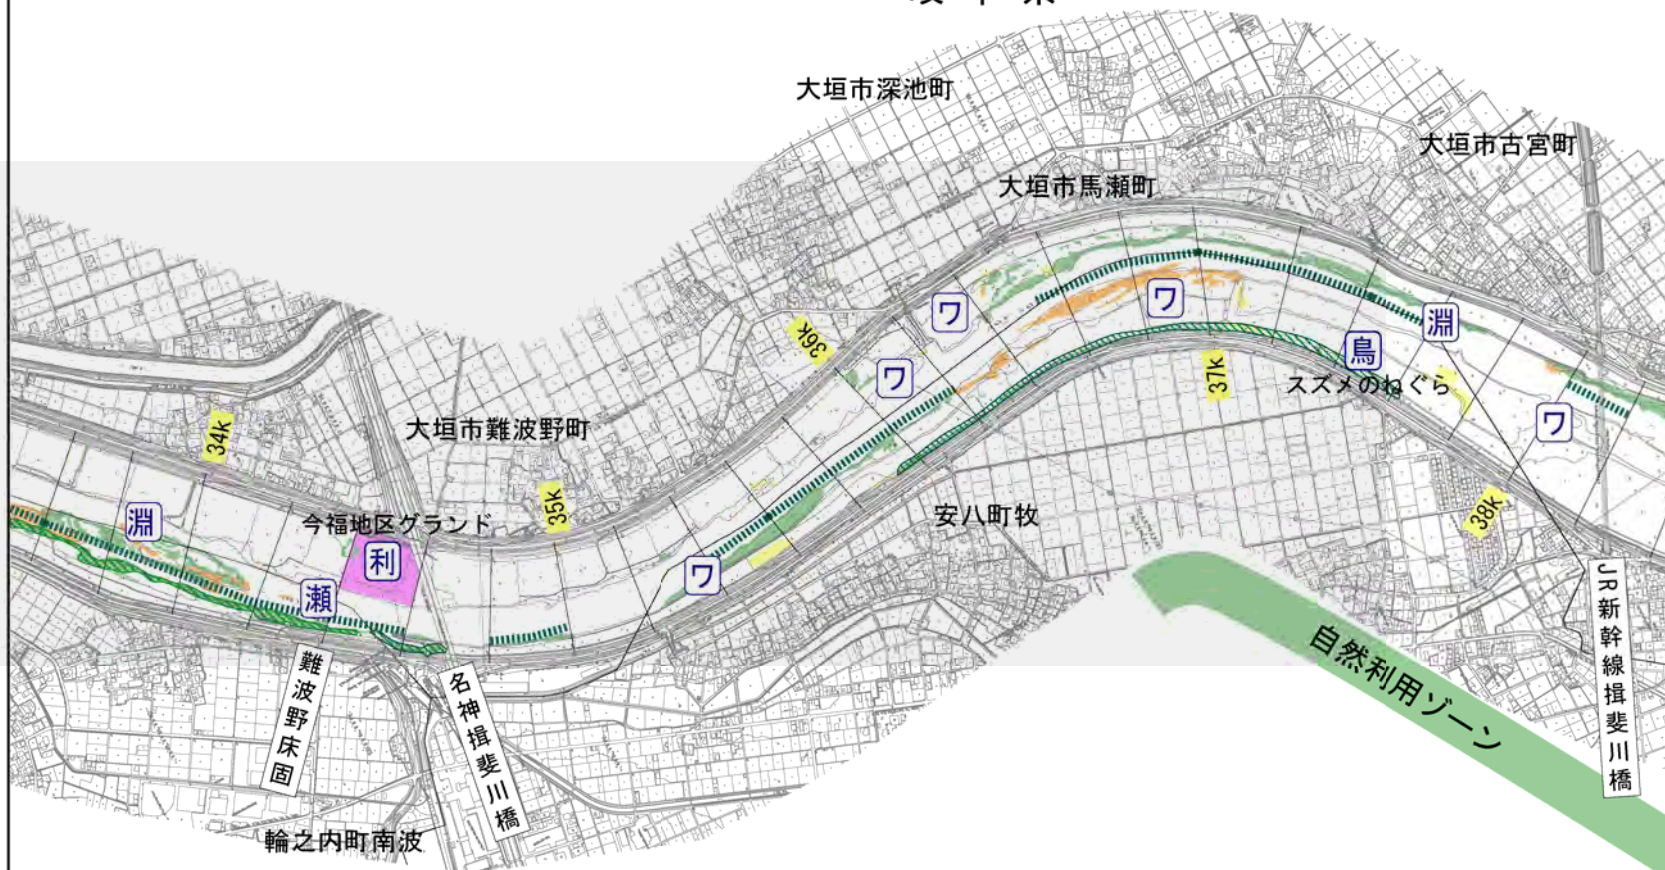 大垣市深池町
大垣市古宮町
大垣市馬瀬町
ワ
ワ
淵
36k
鳥
ワ
37k
スズメのねぐら
34k
大垣市難波野町
ワ
35k
38k
淵
今福地区グランド
安八町牧
利
ワ
瀬
自然利用ゾーン
難波野床固
名神揖斐川橋
JR新幹線揖斐川橋
輪之内町南波